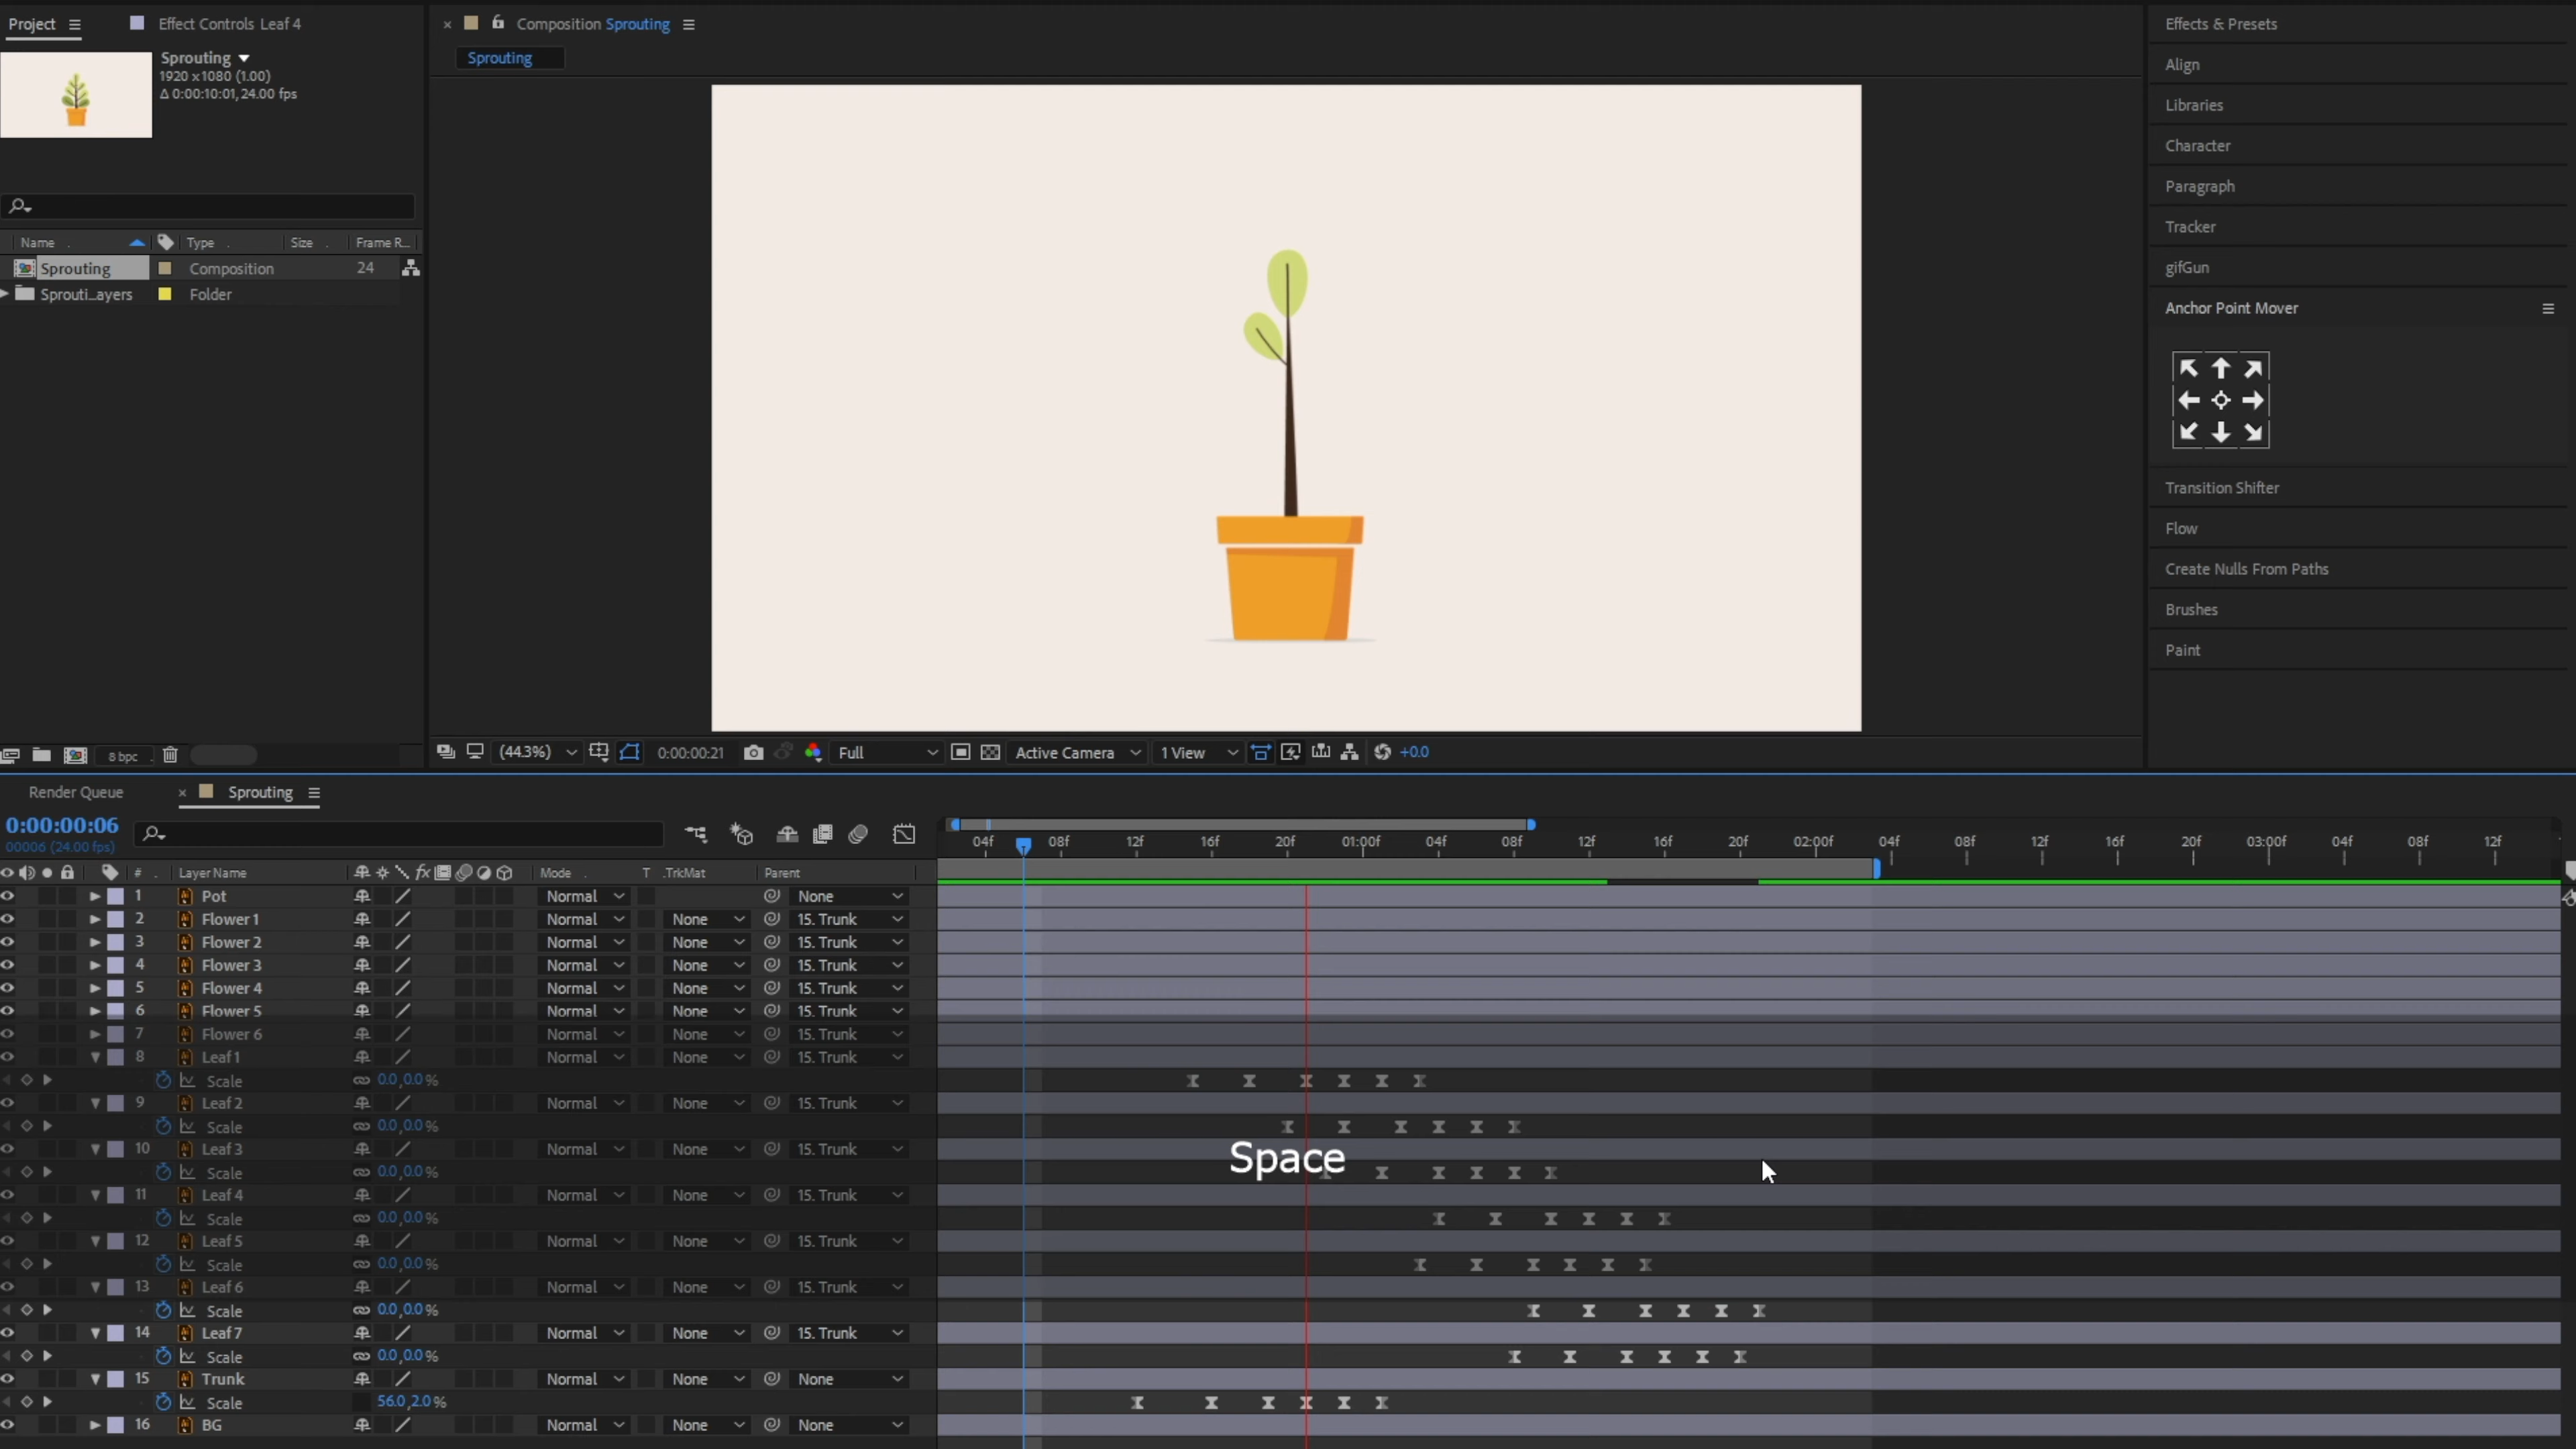 Project
Effect Controls Leaf 4
Sprouting
1920 x1080 (1.00)
Δ 0:00:10:01, 24.00 fps
Name Type Size Frame R...
Sprouting Composition 24
Sprouti...ayers Folder
8 bpc
Composition Sprouting
Sprouting
(44.3%) 0:00:00:21 Full Active Camera 1 View +0.0
Effects & Presets
Align
Libraries
Character
Paragraph
Tracker
gifGun
Anchor Point Mover
Transition Shifter
Flow
Create Nulls From Paths
Brushes
Paint
Render Queue Sprouting
0:00:00:06
00006 (24.00 fps)
04f 08f 12f 16f 20f 01:00f 04f 08f 12f 16f 20f 02:00f 04f 08f 12f 16f 20f 03:00f 04f 08f 12f
# Layer Name fx Mode T .TrkMat Parent
1 Pot Normal None
2 Flower 1 Normal None 15. Trunk
3 Flower 2 Normal None 15. Trunk
4 Flower 3 Normal None 15. Trunk
5 Flower 4 Normal None 15. Trunk
6 Flower 5 Normal None 15. Trunk
7 Flower 6 Normal None 15. Trunk
8 Leaf 1 Normal None 15. Trunk
Scale 0.0,0.0%
9 Leaf 2 Normal None 15. Trunk
Scale 0.0,0.0%
10 Leaf 3 Normal None 15. Trunk
Space
Scale 0.0,0.0%
11 Leaf 4 Normal None 15. Trunk
Scale 0.0,0.0%
12 Leaf 5 Normal None 15. Trunk
Scale 0.0,0.0%
13 Leaf 6 Normal None 15. Trunk
Scale 0.0,0.0%
14 Leaf 7 Normal None 15. Trunk
Scale 0.0,0.0%
15 Trunk Normal None None
Scale 56.0,2.0%
16 BG Normal None None